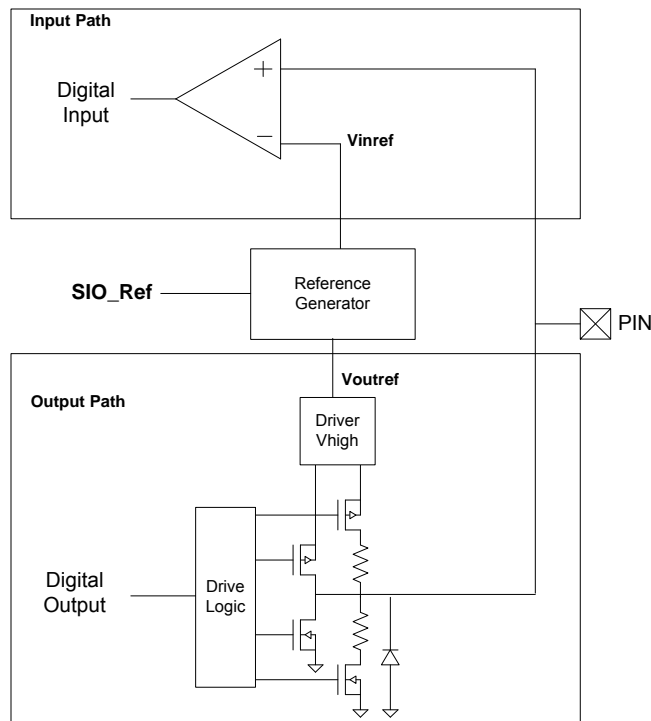 Input Path
+
Digital
Input
−
Vinref
SIO_Ref
Reference
Generator
PIN
Voutref
Output Path
Driver
Vhigh
Digital
Output
Drive
Logic